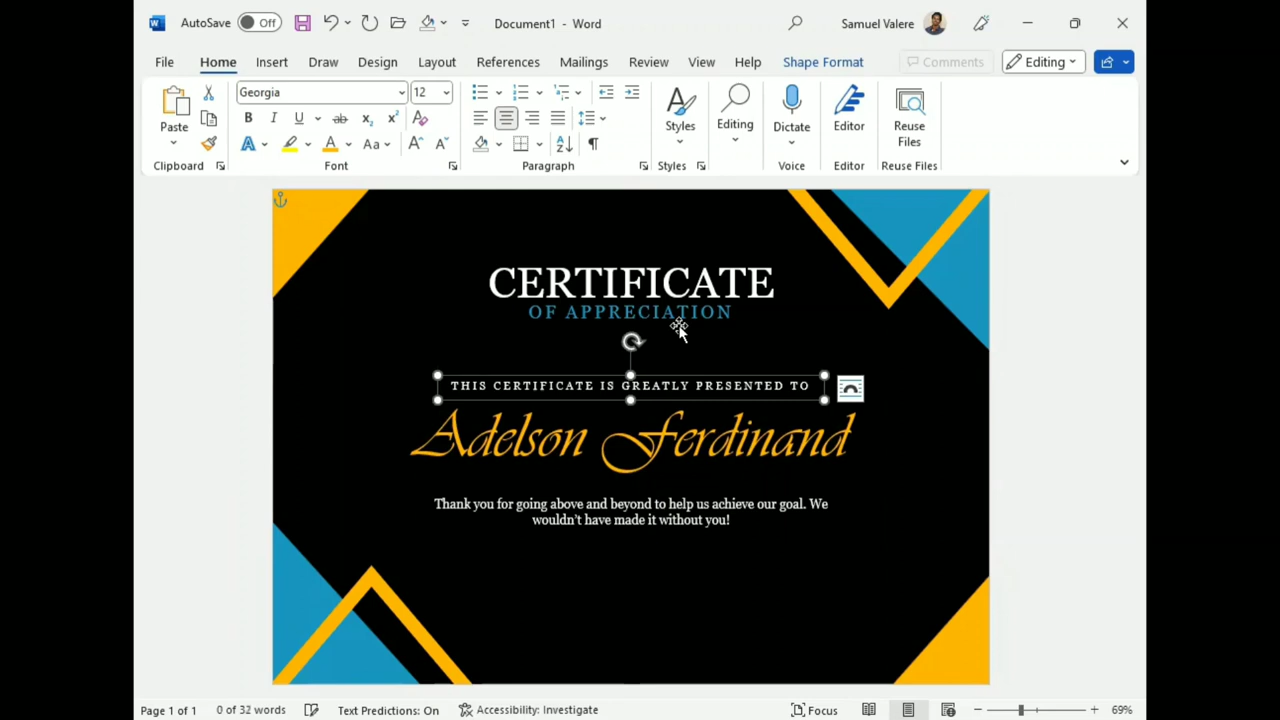 AutoSave Off Document1 - Word Samuel Valere
File Home Insert Draw Design Layout References Mailings Review View Help Shape Format Comments Editing
Georgia 12
Paste Styles Editing Dictate Editor Reuse Files
B I U ab x₂ x² A
A A Aa A A A Z
Clipboard Font Paragraph Styles Voice Editor Reuse Files
CERTIFICATE
OF APPRECIATION
THIS CERTIFICATE IS GREATLY PRESENTED TO
Adelson Ferdinand
Thank you for going above and beyond to help us achieve our goal. We
wouldn't have made it without you!
Page 1 of 1 0 of 32 words Text Predictions: On Accessibility: Investigate Focus 69%